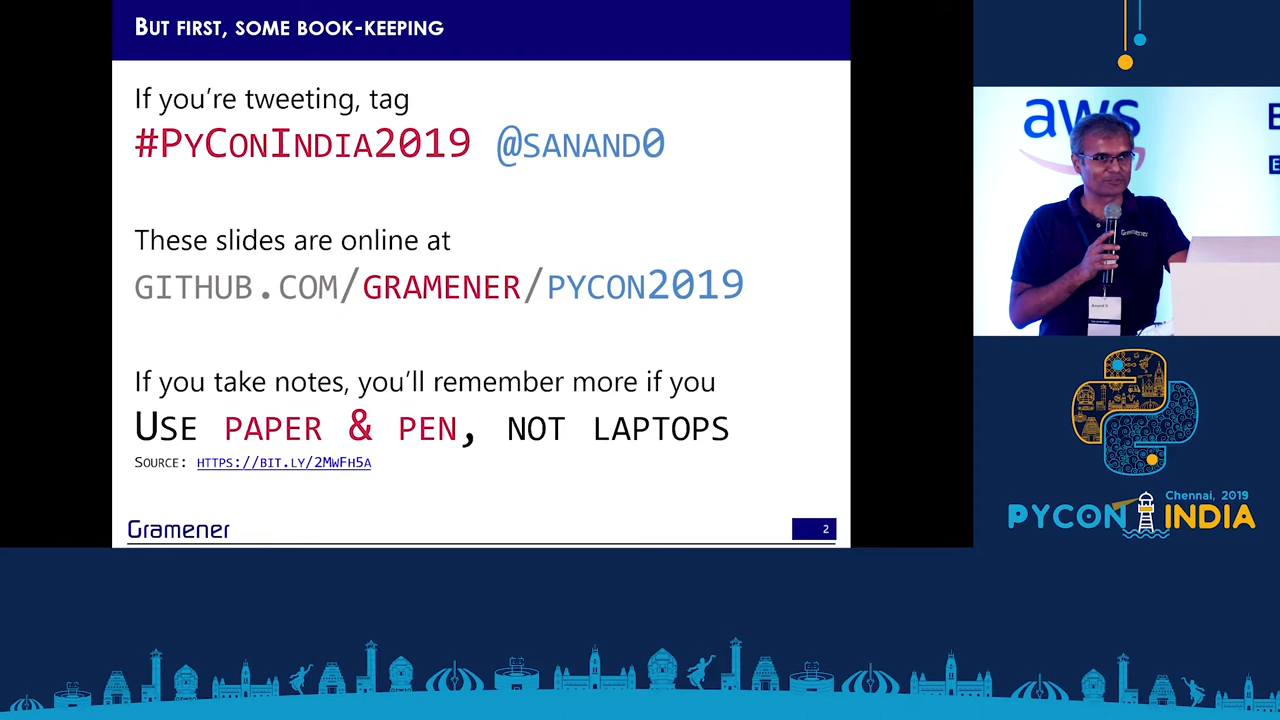 BUT FIRST, SOME BOOK-KEEPING
If you're tweeting, tag
#PYCONINDIA2019 @SANAND0
These slides are online at
GITHUB.COM/GRAMENER/PYCON2019
If you take notes, you'll remember more if you
USE PAPER & PEN, NOT LAPTOPS
SOURCE: HTTPS://BIT.LY/2MWFH5A
Gramener
2
aws
E
E
Gramener
Anand S
Chennai, 2019
PYCON INDIA